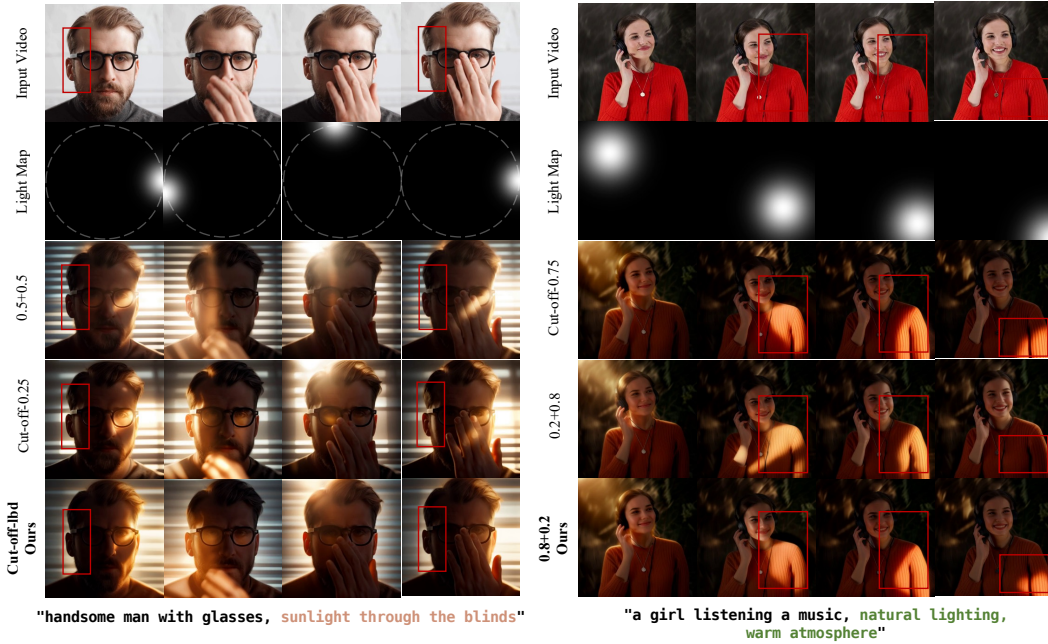 Input Video
Light Map
0.5+0.5
Cut-off-0.25
Cut-off-lbd
Ours
"handsome man with glasses, sunlight through the blinds"
Input Video
Light Map
Cut-off-0.75
0.2+0.8
0.8+0.2
Ours
"a girl listening a music, natural lighting,
warm atmosphere"